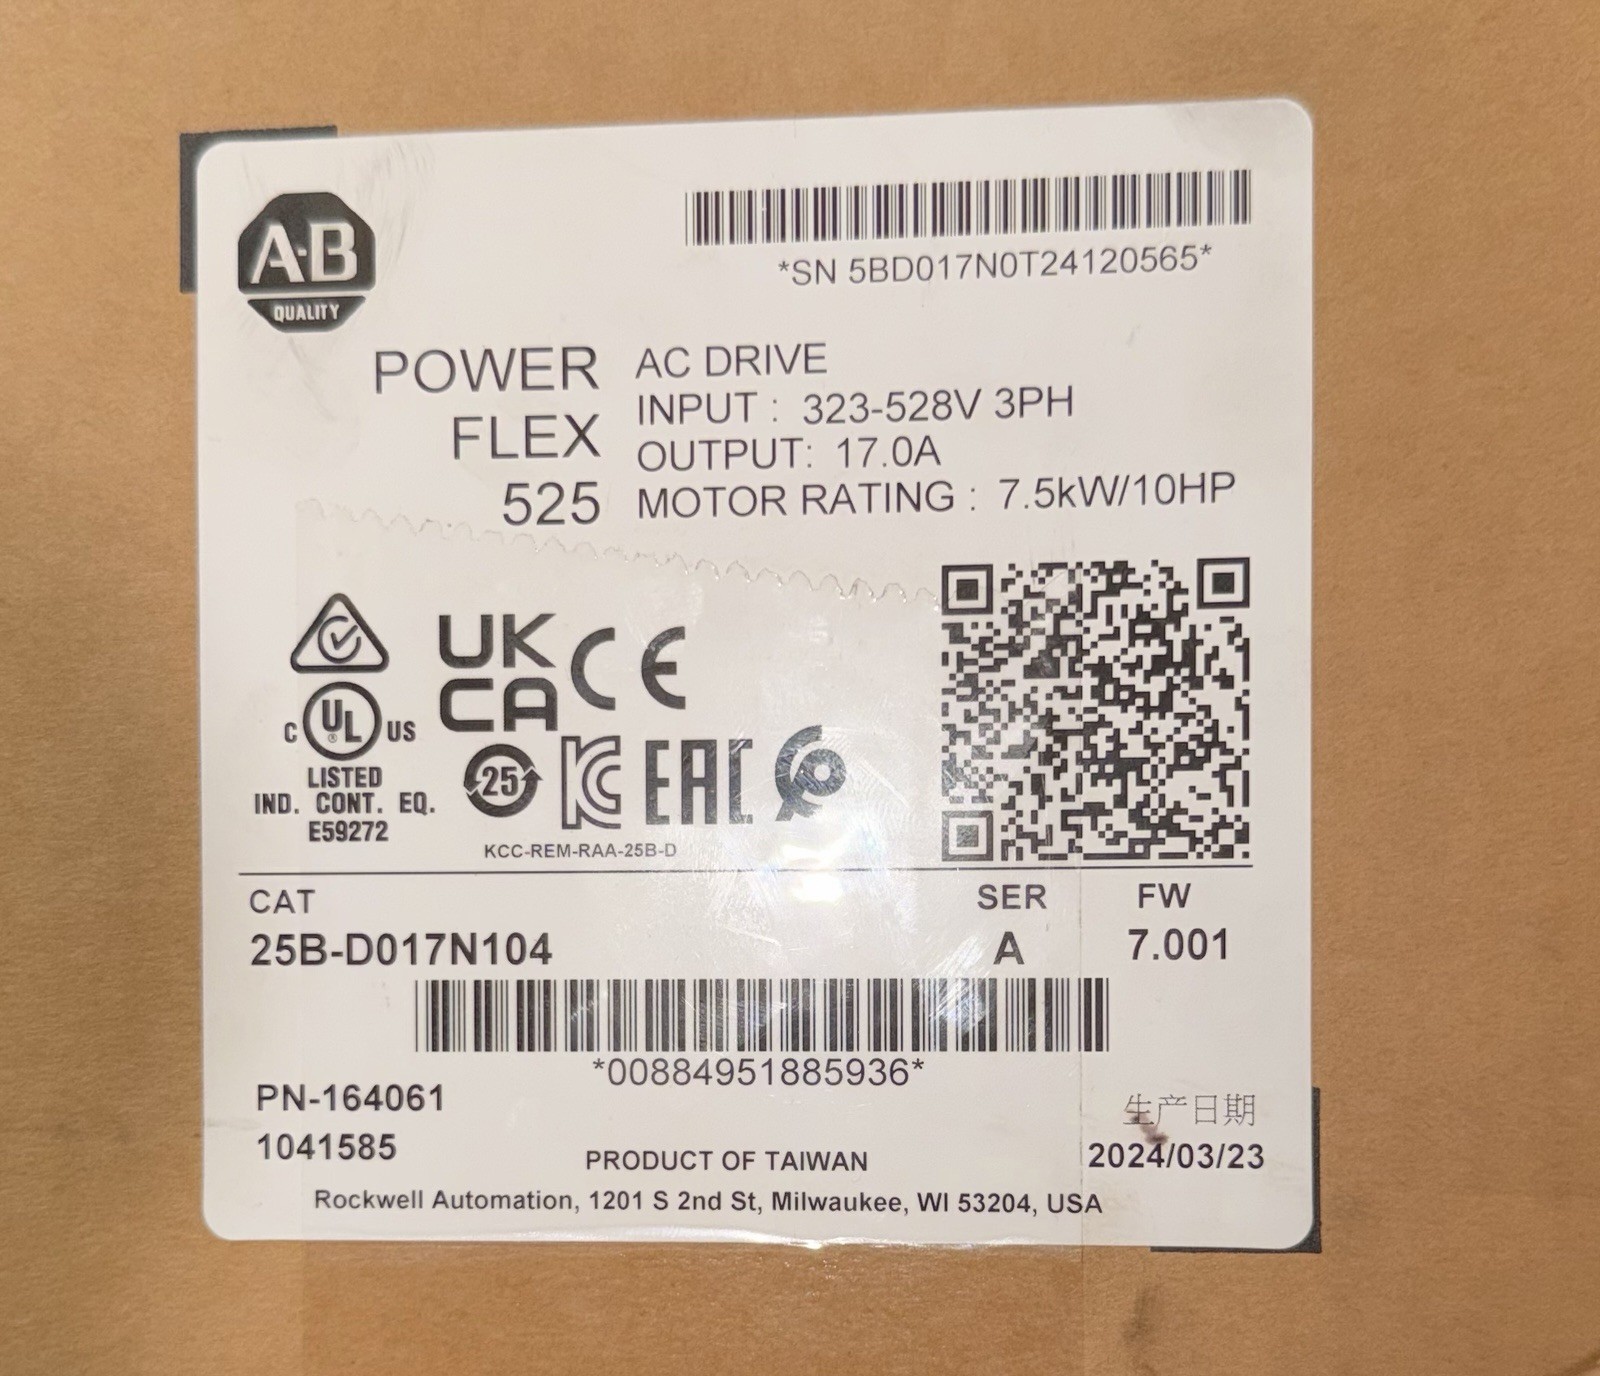 A-B
QUALITY
*SN 5BD017N0T24120565*
POWER
FLEX
525
AC DRIVE
INPUT : 323-528V 3PH
OUTPUT: 17.0A
MOTOR RATING : 7.5kW/10HP
UK
CA
CE
C UL US
®
LISTED
IND. CONT. EQ.
E59272
25
KC
EAC
KCC-REM-RAA-25B-D
CAT
25B-D017N104
SER
A
FW
7.001
*00884951885936*
PN-164061
1041585
生产日期
2024/03/23
PRODUCT OF TAIWAN
Rockwell Automation, 1201 S 2nd St, Milwaukee, WI 53204, USA